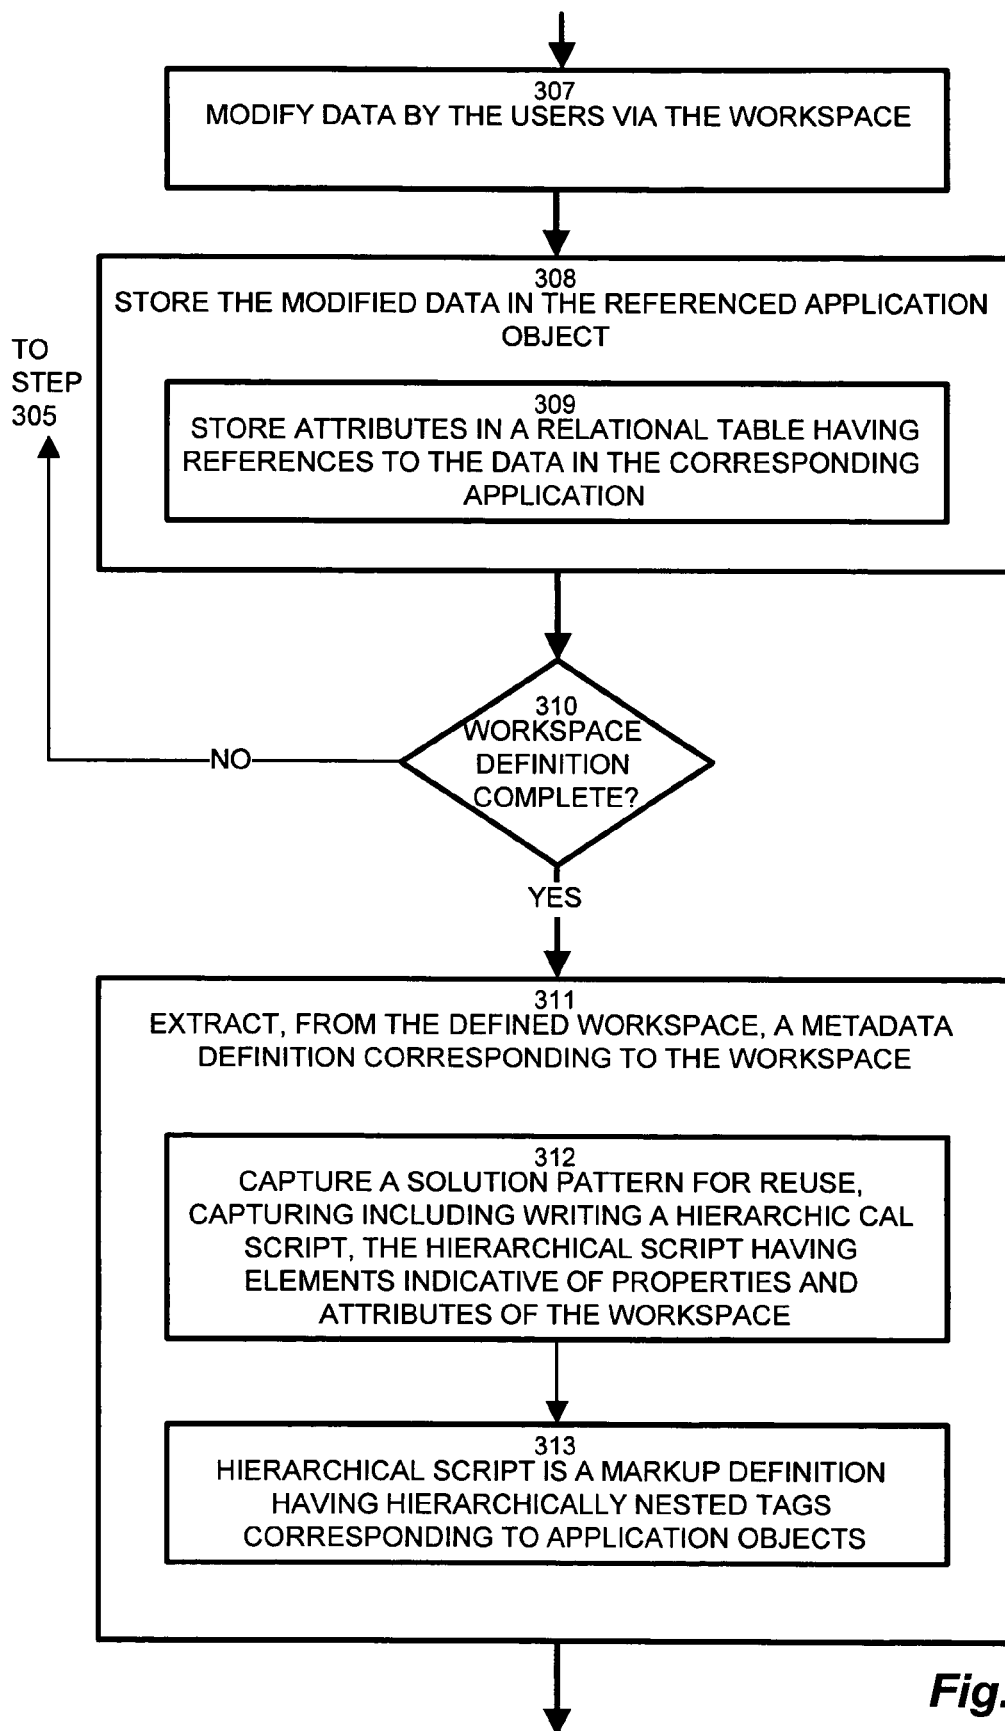 307
MODIFY DATA BY THE USERS VIA THE WORKSPACE
308
STORE THE MODIFIED DATA IN THE REFERENCED APPLICATION
OBJECT
TO
STEP
305
309
STORE ATTRIBUTES IN A RELATIONAL TABLE HAVING
REFERENCES TO THE DATA IN THE CORRESPONDING
APPLICATION
310
WORKSPACE
DEFINITION
COMPLETE?
NO
YES
311
EXTRACT, FROM THE DEFINED WORKSPACE, A METADATA
DEFINITION CORRESPONDING TO THE WORKSPACE
312
CAPTURE A SOLUTION PATTERN FOR REUSE,
CAPTURING INCLUDING WRITING A HIERARCHIC CAL
SCRIPT, THE HIERARCHICAL SCRIPT HAVING
ELEMENTS INDICATIVE OF PROPERTIES AND
ATTRIBUTES OF THE WORKSPACE
313
HIERARCHICAL SCRIPT IS A MARKUP DEFINITION
HAVING HIERARCHICALLY NESTED TAGS
CORRESPONDING TO APPLICATION OBJECTS
Fig.